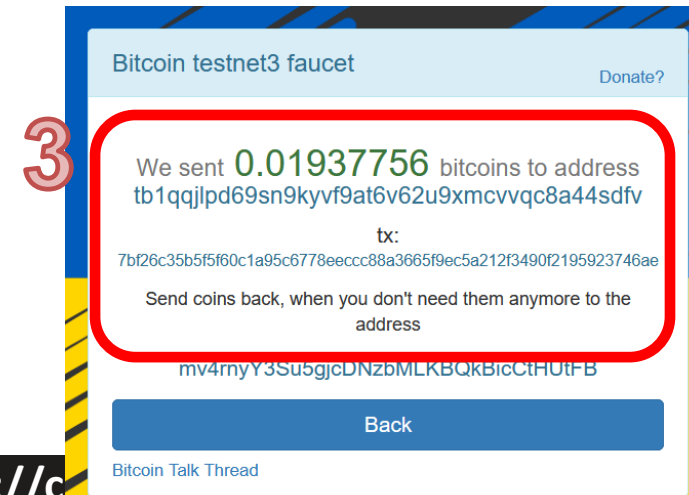 Bitcoin testnet3 faucet
Donate?
3
We sent 0.01937756 bitcoins to address
tb1qqjlpd69sn9kyvf9at6v62u9xmcvvqc8a44sdfv
tx:
7bf26c35b5f5f60c1a95c6778eeccc88a3665f9ec5a212f3490f2195923746ae
Send coins back, when you don't need them anymore to the
address
mv4rnyY3Su5gjcDNzbMLKBQkBicCtHUtFB
Back
Bitcoin Talk Thread
//c